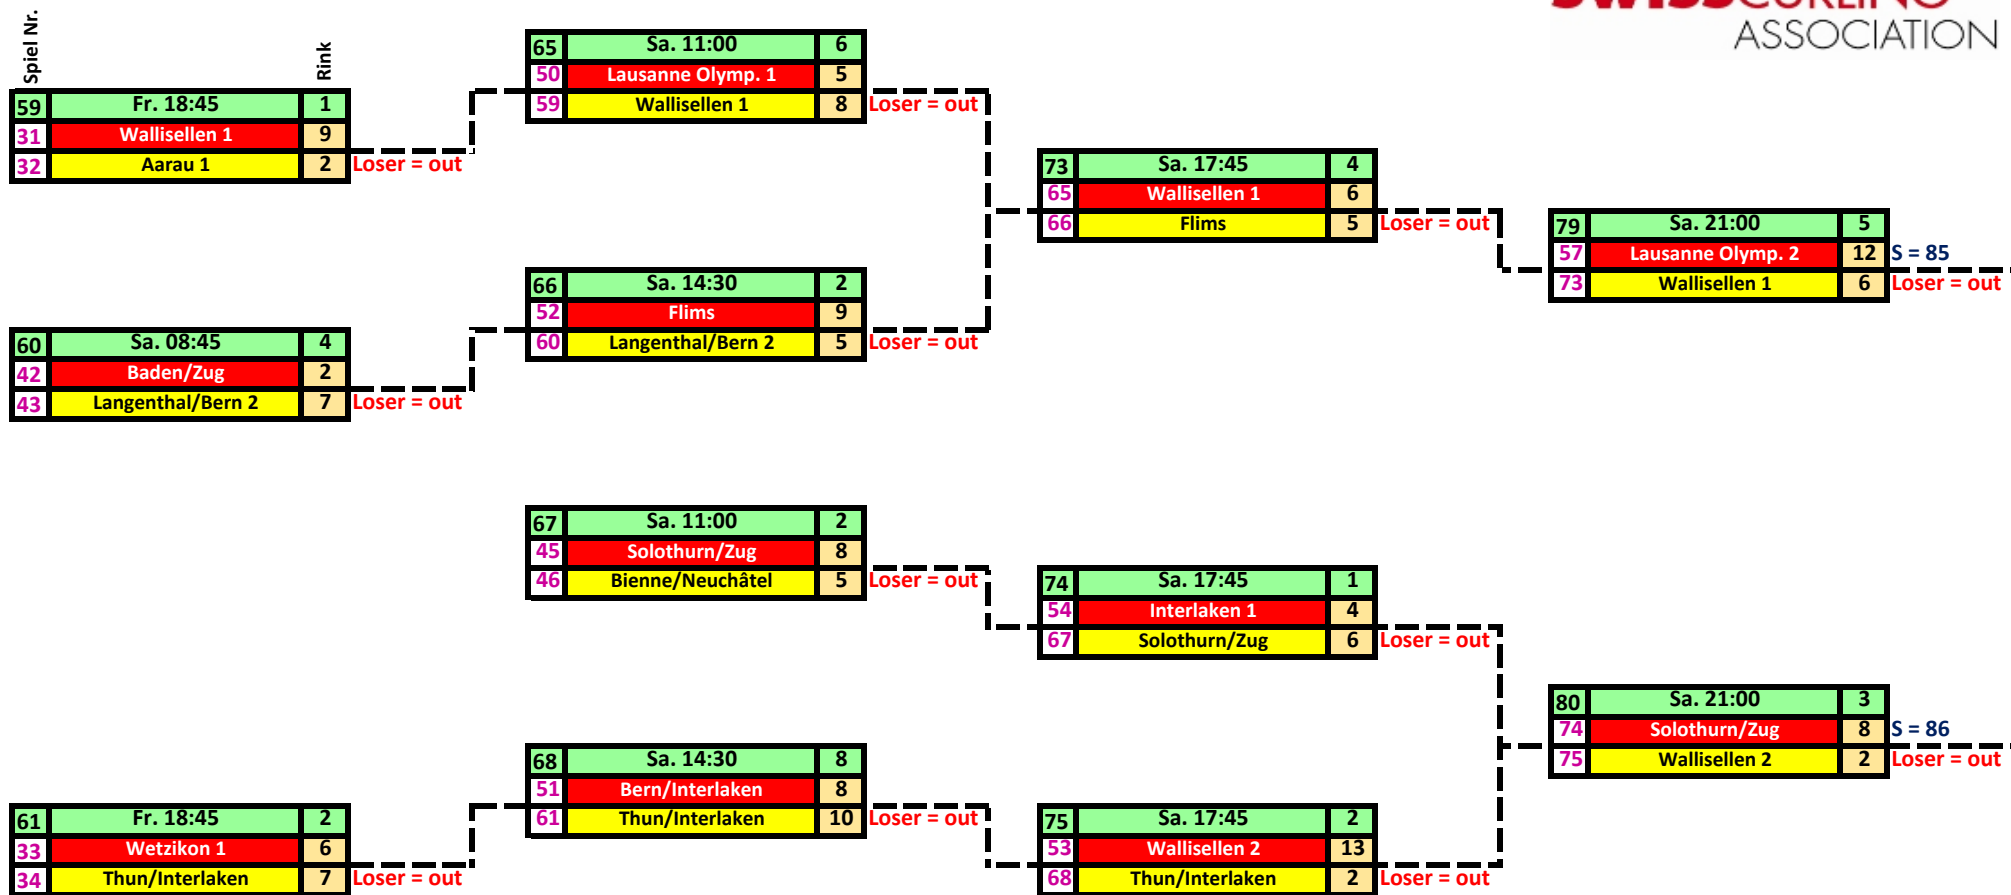 SWISSCURLING
ASSOCIATION
Spiel Nr.
Rink
59 Fr. 18:45 1
31 Wallisellen 1 9
32 Aarau 1 2 Loser = out
60 Sa. 08:45 4
42 Baden/Zug 2
43 Langenthal/Bern 2 7 Loser = out
61 Fr. 18:45 2
33 Wetzikon 1 6
34 Thun/Interlaken 7 Loser = out
65 Sa. 11:00 6
50 Lausanne Olymp. 1 5
59 Wallisellen 1 8 Loser = out
66 Sa. 14:30 2
52 Flims 9
60 Langenthal/Bern 2 5 Loser = out
67 Sa. 11:00 2
45 Solothurn/Zug 8
46 Bienne/Neuchâtel 5 Loser = out
68 Sa. 14:30 8
51 Bern/Interlaken 8
61 Thun/Interlaken 10 Loser = out
73 Sa. 17:45 4
65 Wallisellen 1 6
66 Flims 5 Loser = out
74 Sa. 17:45 1
54 Interlaken 1 4
67 Solothurn/Zug 6 Loser = out
75 Sa. 17:45 2
53 Wallisellen 2 13
68 Thun/Interlaken 2 Loser = out
79 Sa. 21:00 5
57 Lausanne Olymp. 2 12 S = 85
73 Wallisellen 1 6 Loser = out
80 Sa. 21:00 3
74 Solothurn/Zug 8 S = 86
75 Wallisellen 2 2 Loser = out